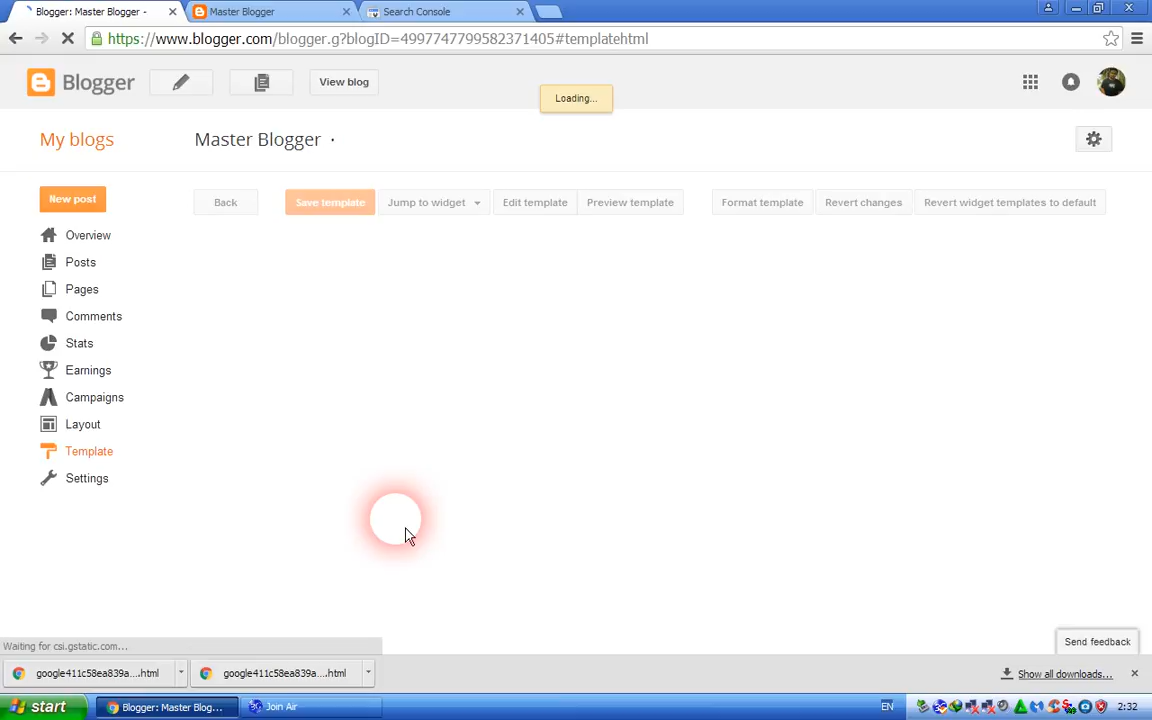 Blogger: Master Blogger -
Master Blogger
Search Console
https://www.blogger.com/blogger.g?blogID=4997747799582371405#templatehtml
Blogger
View blog
Loading...
My blogs
Master Blogger ·
New post
Back
Save template
Jump to widget
Edit template
Preview template
Format template
Revert changes
Revert widget templates to default
Overview
Posts
Pages
Comments
Stats
Earnings
Campaigns
Layout
Template
Settings
Send feedback
Waiting for csi.gstatic.com...
google411c58ea839a....html
google411c58ea839a....html
Show all downloads...
start
Blogger: Master Blog...
Join Air
EN
2:32